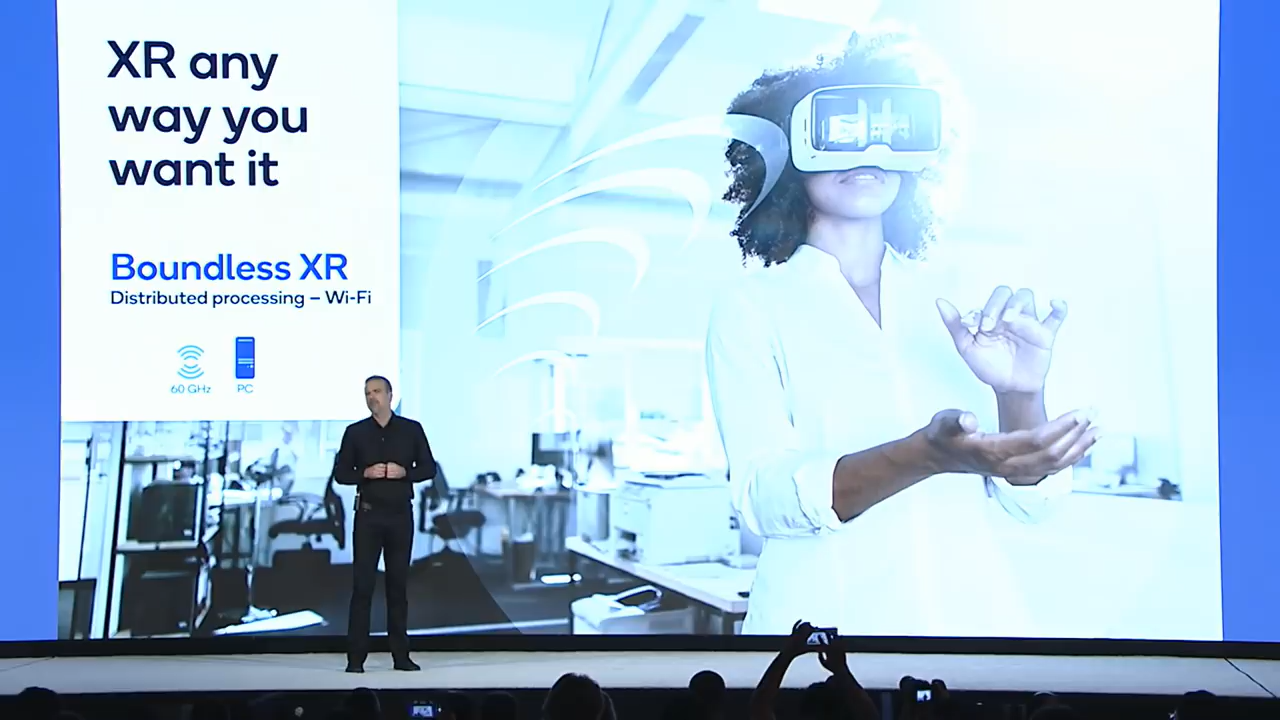 XR any
way you
want it
Boundless XR
Distributed processing – Wi-Fi
60 GHz
PC